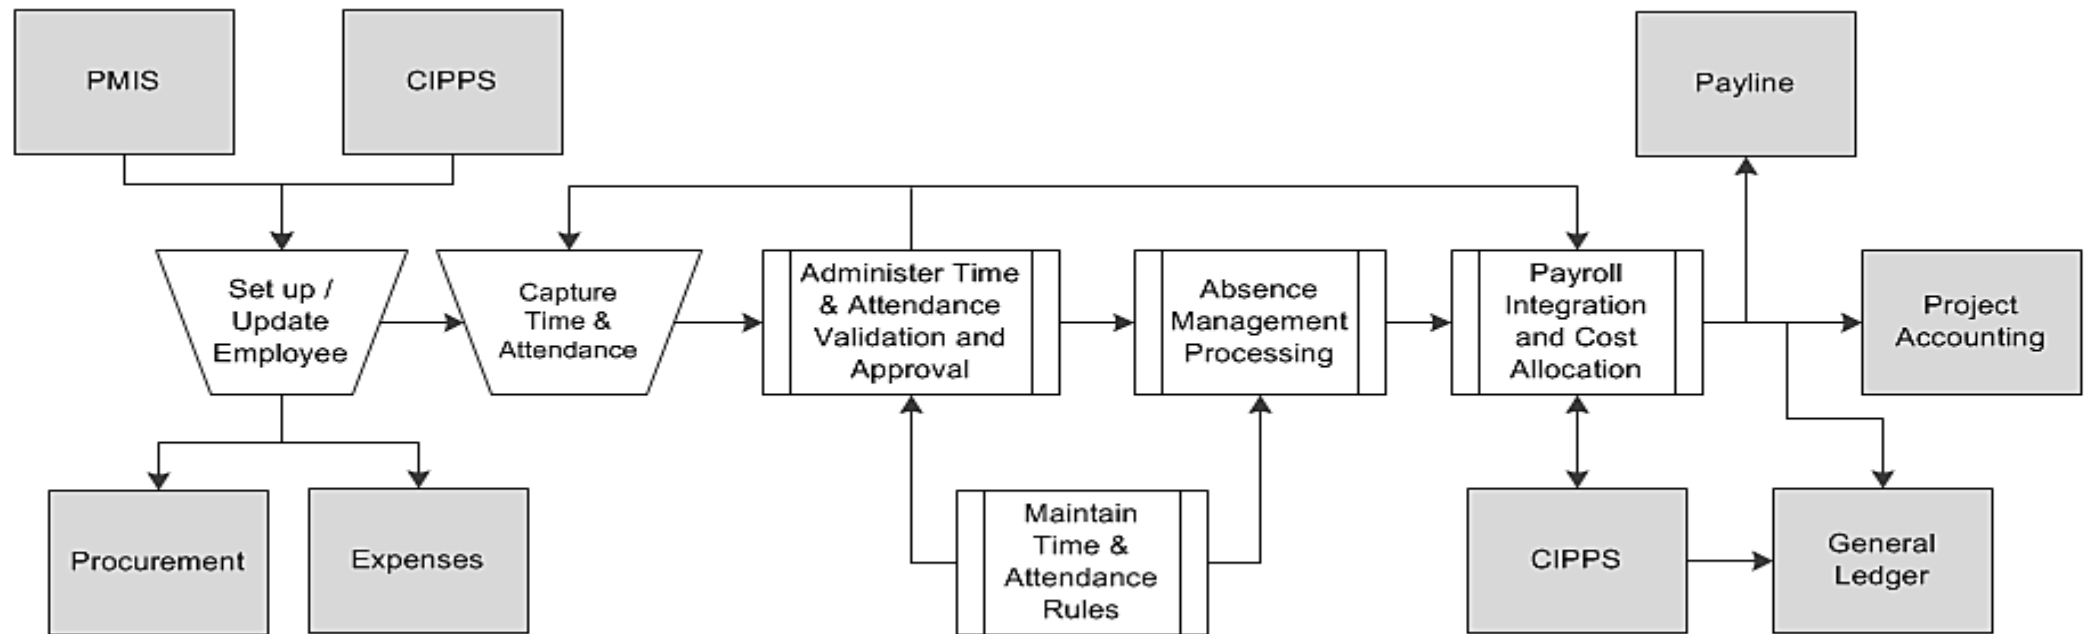 PMIS
CIPPS
Payline
Set up /
Update
Employee
Capture
Time &
Attendance
Administer Time
& Attendance
Validation and
Approval
Absence
Management
Processing
Payroll
Integration
and Cost
Allocation
Project
Accounting
Procurement
Expenses
Maintain
Time &
Attendance
Rules
CIPPS
General
Ledger